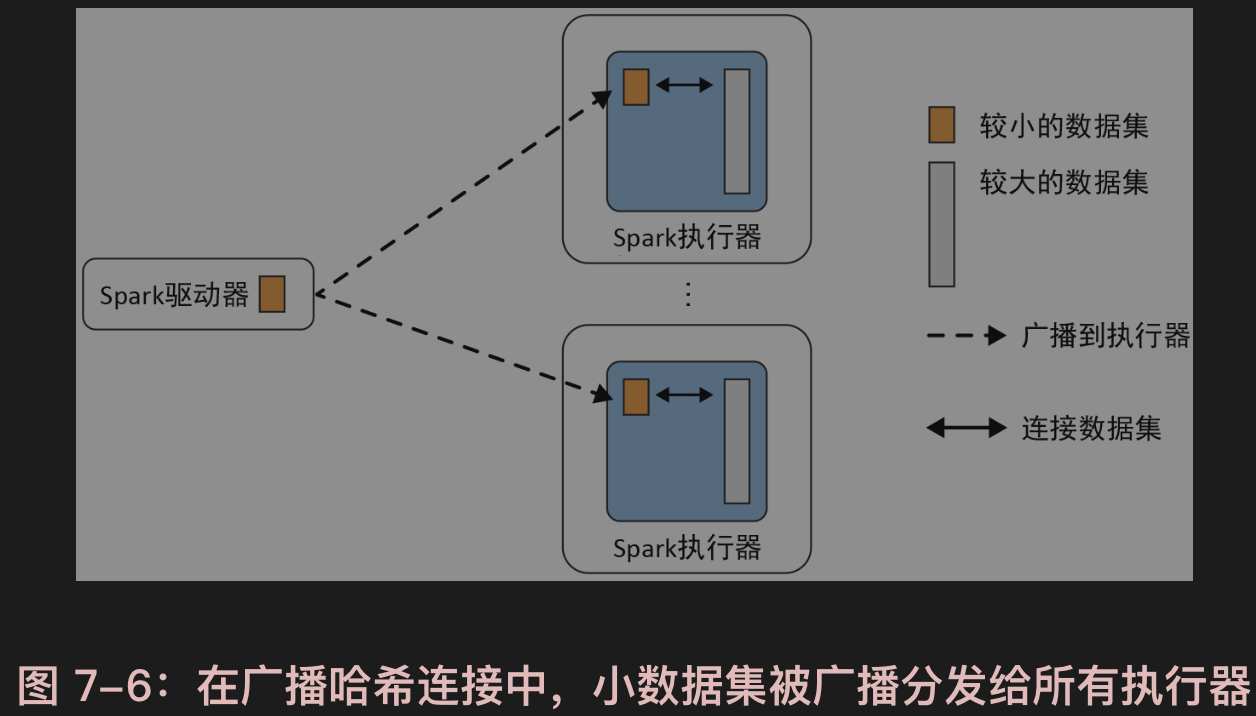 Spark执行器
Spark驱动器
⋮
Spark执行器
较小的数据集
较大的数据集
广播到执行器
连接数据集
图 7–6：在广播哈希连接中，小数据集被广播分发给所有执行器